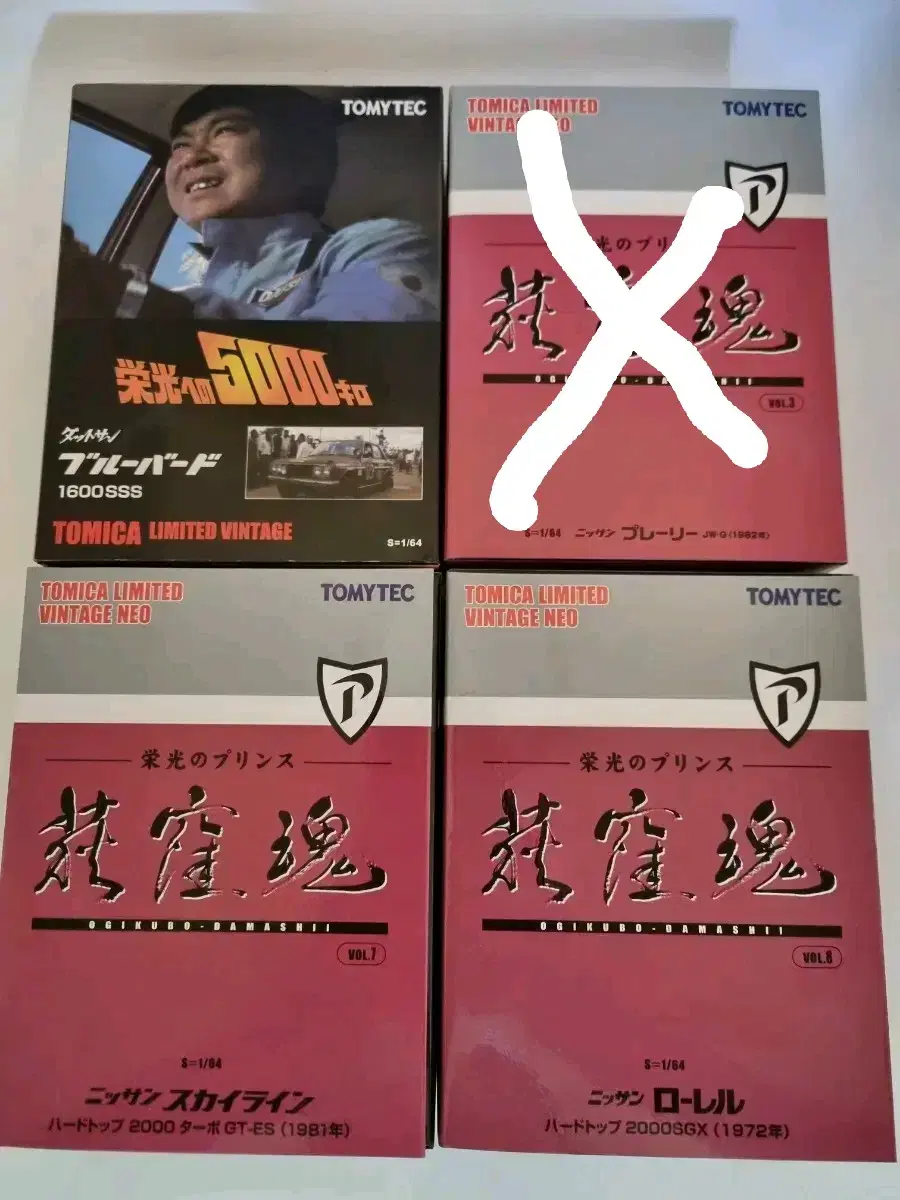 TOMYTEC
栄光への5000キロ
ダットサン
ブルーバード
1600SSS
TOMICA LIMITED VINTAGE
S=1/64
TOMICA LIMITED
VINTAGE NEO
TOMYTEC
P
光のプリ
荻 魂
VOL.3
S=1/64 ニッサン プレーリー JW-G(1982年)
TOMICA LIMITED
VINTAGE NEO
TOMYTEC
P
栄光のプリンス
荻窪魂
OGIKUBO-DAMASHII
VOL.7
S=1/64
ニッサン スカイライン
ハードトップ 2000 ターボ GT-ES (1981年)
TOMICA LIMITED
VINTAGE NEO
TOMYTEC
P
栄光のプリンス
荻窪魂
OGIKUBO-DAMASHII
VOL.8
S=1/64
ニッサン ローレル
ハードトップ 2000SGX (1972年)